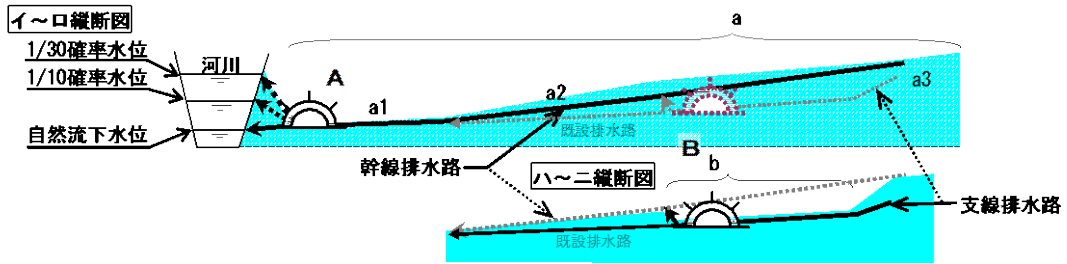 イ～ロ縦断図
1/30確率水位
1/10確率水位
自然流下水位
河川
A
a
a1
a2
a3
既設排水路
B
幹線排水路
ハ～ニ縦断図
b
支線排水路
既設排水路